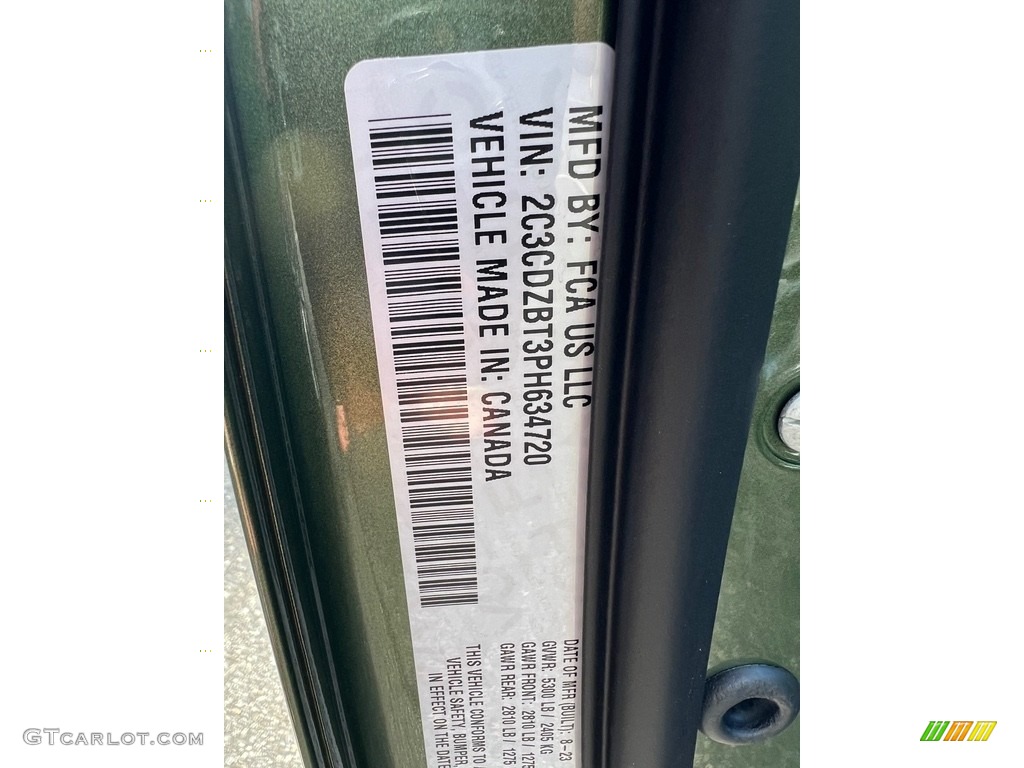 MFD BY: FCA US LLC
VIN: 2C3CDZBT3PH634720
VEHICLE MADE IN: CANADA
DATE OF MFR (BUILT): 8-23
GVWR: 5300 LB / 2405 KG
GAWR FRONT: 2810 LB / 1275
GAWR REAR: 2810 LB / 1275
THIS VEHICLE CONFORMS TO
VEHICLE SAFETY, BUMPER,
IN EFFECT ON THE DATE
GTCARLOT.COM